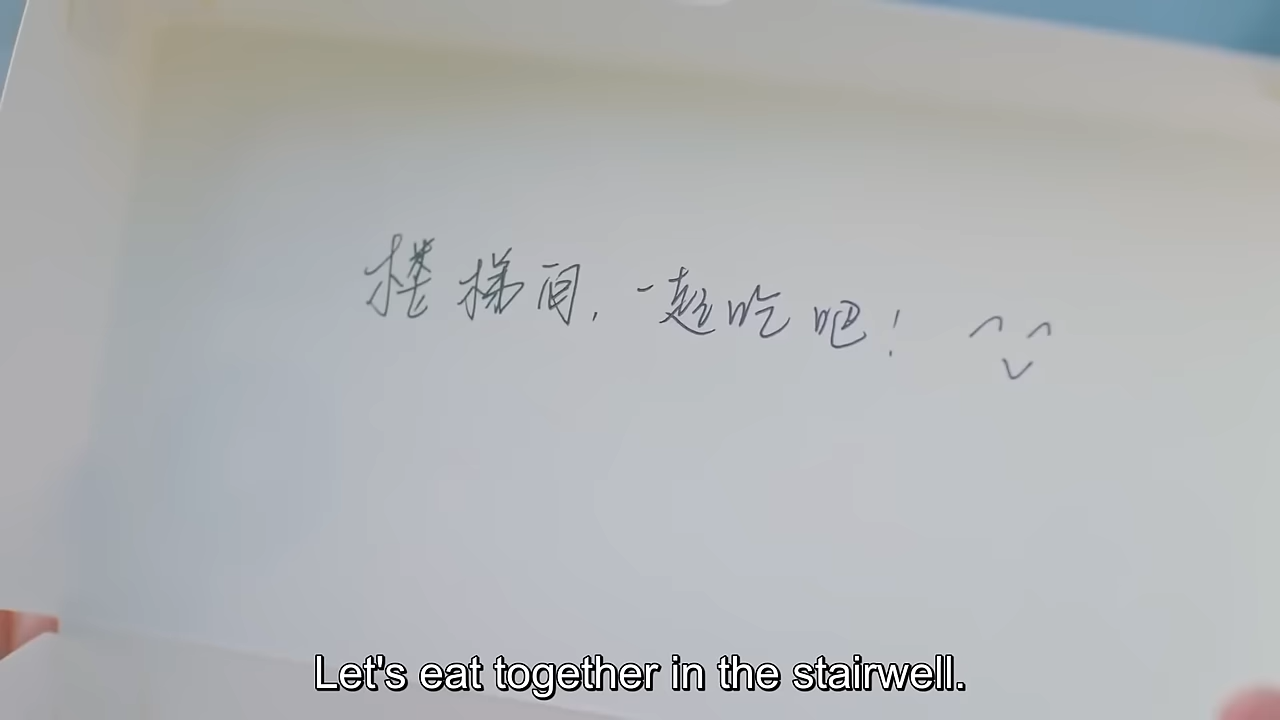 楼梯间,一起吃吧! ^v^
Let's eat together in the stairwell.